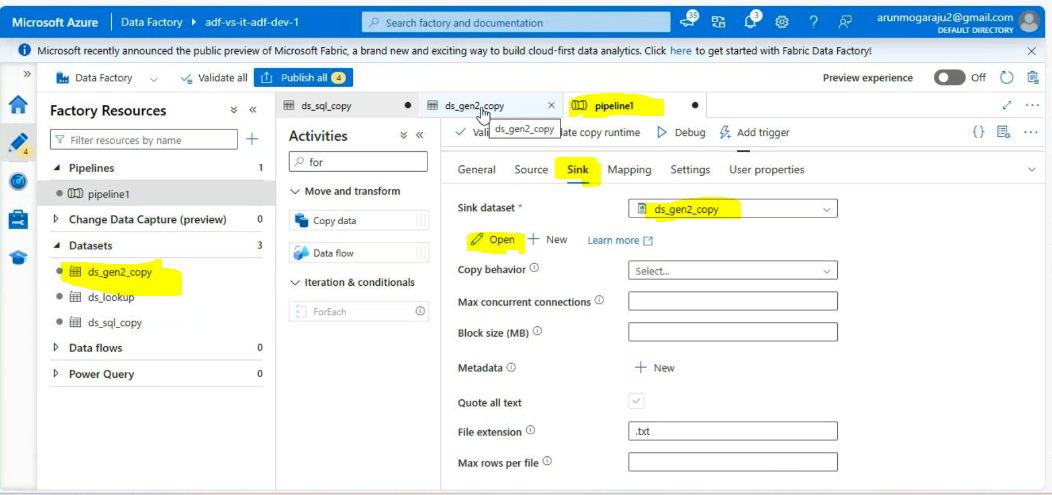 Microsoft Azure Data Factory adf-vs-it-adf-dev-1 Search factory and documentation 35 3 arunmogaraju2@gmail.com
DEFAULT DIRECTORY
Microsoft recently announced the public preview of Microsoft Fabric, a brand new and exciting way to build cloud-first data analytics. Click here to get started with Fabric Data Factory!
Data Factory Validate all Publish all 4 Preview experience Off
Factory Resources
Filter resources by name
Pipelines 1
pipeline1
Change Data Capture (preview) 0
Datasets 3
ds_gen2_copy
ds_lookup
ds_sql_copy
Data flows 0
Power Query 0
4
ds_sql_copy ds_gen2_copy pipeline1
ds_gen2_copy
Activities
for
Move and transform
Copy data
Data flow
Iteration & conditionals
ForEach
Vali ate copy runtime Debug Add trigger
General Source Sink Mapping Settings User properties
Sink dataset * ds_gen2_copy
Open New Learn more
Copy behavior Select...
Max concurrent connections
Block size (MB)
Metadata New
Quote all text
File extension .txt
Max rows per file